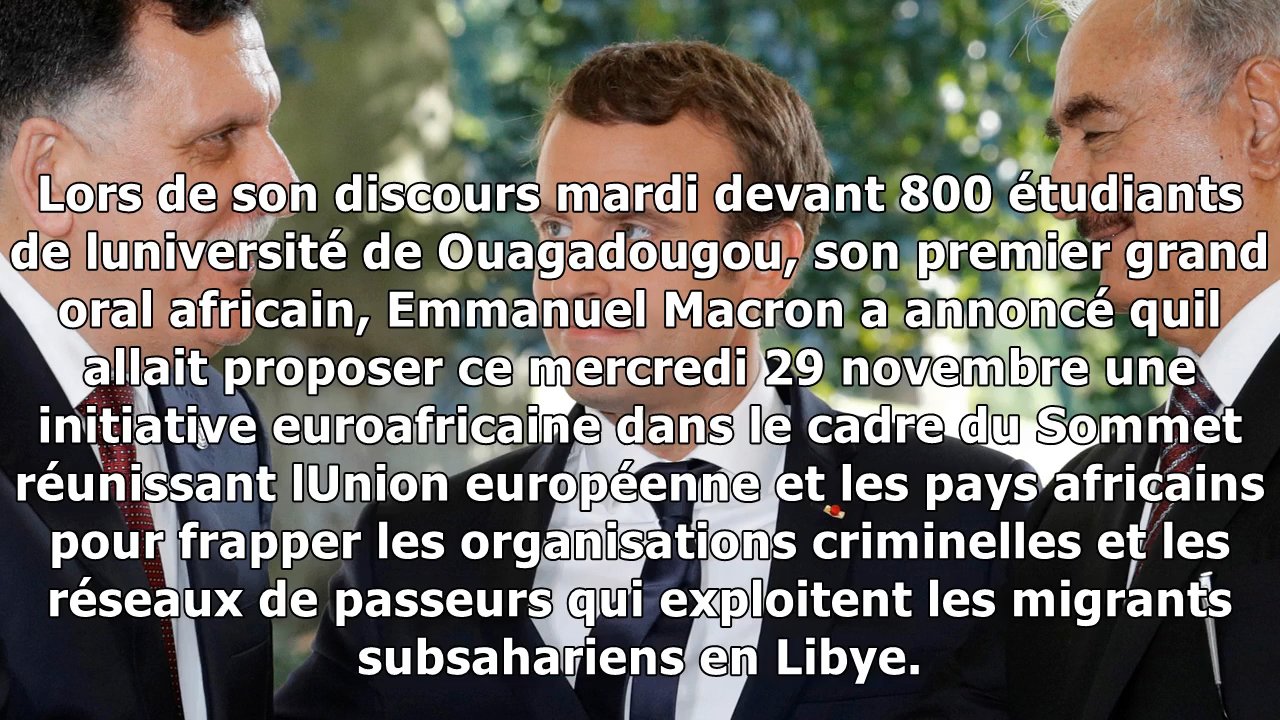 Lors de son discours mardi devant 800 étudiants
de luniversité de Ouagadougou, son premier grand
oral africain, Emmanuel Macron a annoncé quil
allait proposer ce mercredi 29 novembre une
initiative euroafricaine dans le cadre du Sommet
réunissant lUnion européenne et les pays africains
pour frapper les organisations criminelles et les
réseaux de passeurs qui exploitent les migrants
subsahariens en Libye.